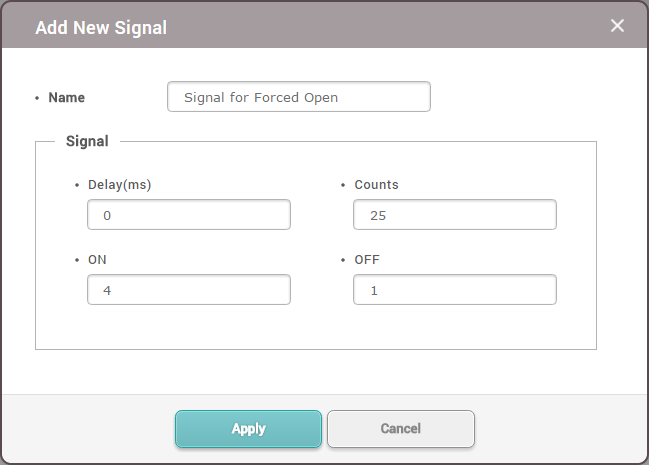 Add New Signal
• Name Signal for Forced Open
Signal
• Delay(ms) • Counts
0 25
• ON • OFF
4 1
Apply Cancel